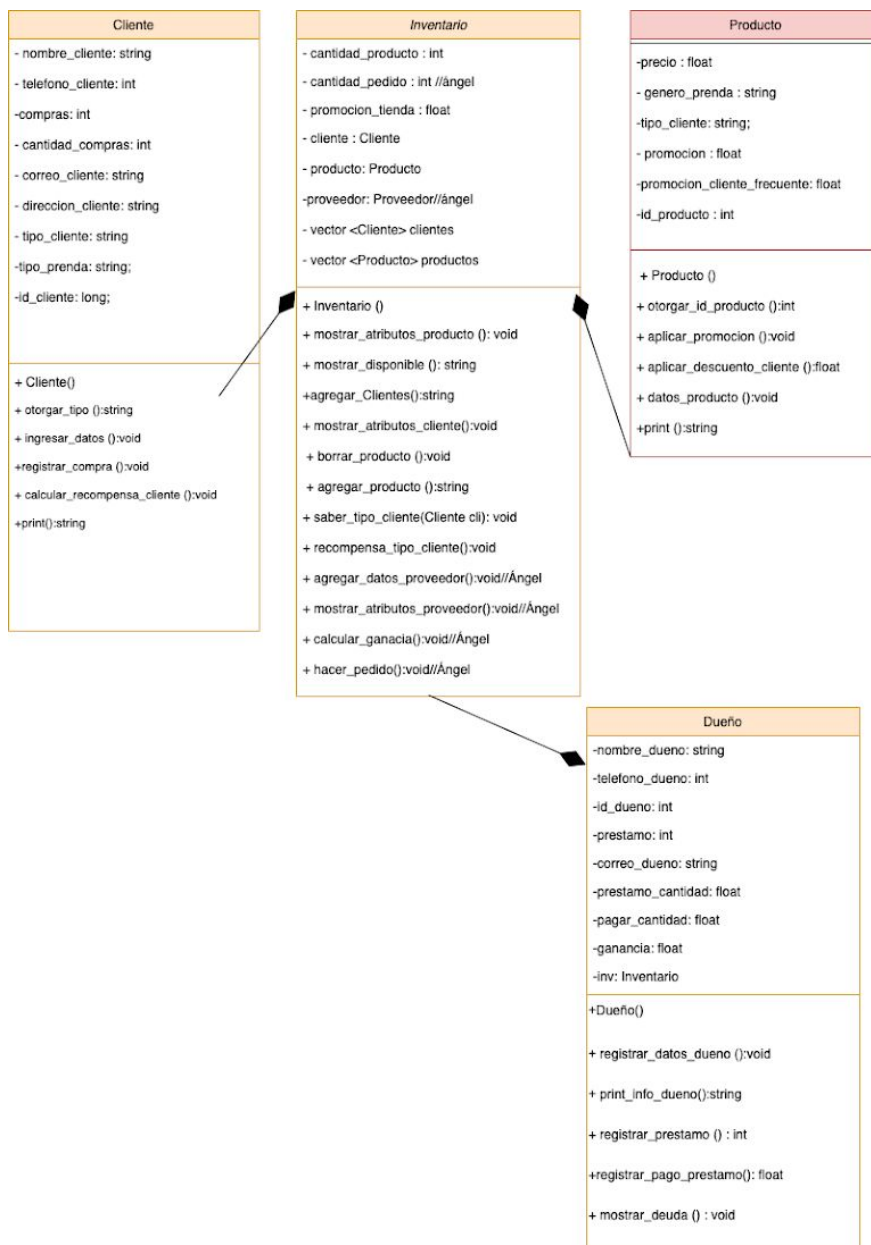 Cliente
- nombre_cliente: string
- telefono_cliente: int
-compras: int
- cantidad_compras: int
- correo_cliente: string
- direccion_cliente: string
- tipo_cliente: string
-tipo_prenda: string;
-id_cliente: long;
+ Cliente()
+ otorgar_tipo ():string
+ ingresar_datos ():void
+registrar_compra ():void
+ calcular_recompensa_cliente ():void
+print():string
Inventario
- cantidad_producto : int
- cantidad_pedido : int //ángel
- promocion_tienda : float
- cliente : Cliente
- producto: Producto
-proveedor: Proveedor//ángel
- vector <Cliente> clientes
- vector <Producto> productos
+ Inventario ()
+ mostrar_atributos_producto (): void
+ mostrar_disponible (): string
+agregar_Clientes():string
+ mostrar_atributos_cliente():void
+ borrar_producto ():void
+ agregar_producto ():string
+ saber_tipo_cliente(Cliente cli): void
+ recompensa_tipo_cliente():void
+ agregar_datos_proveedor():void//Ángel
+ mostrar_atributos_proveedor():void//Ángel
+ calcular_ganacia():void//Ángel
+ hacer_pedido():void//Ángel
Producto
-precio : float
- genero_prenda : string
-tipo_cliente: string;
- promocion : float
-promocion_cliente_frecuente: float
-id_producto : int
+ Producto ()
+ otorgar_id_producto ():int
+ aplicar_promocion ():void
+ aplicar_descuento_cliente ():float
+ datos_producto ():void
+print ():string
Dueño
-nombre_dueno: string
-telefono_dueno: int
-id_dueno: int
-prestamo: int
-correo_dueno: string
-prestamo_cantidad: float
-pagar_cantidad: float
-ganancia: float
-inv: Inventario
+Dueño()
+ registrar_datos_dueno ():void
+ print_info_dueno():string
+ registrar_prestamo () : int
+registrar_pago_prestamo(): float
+ mostrar_deuda () : void